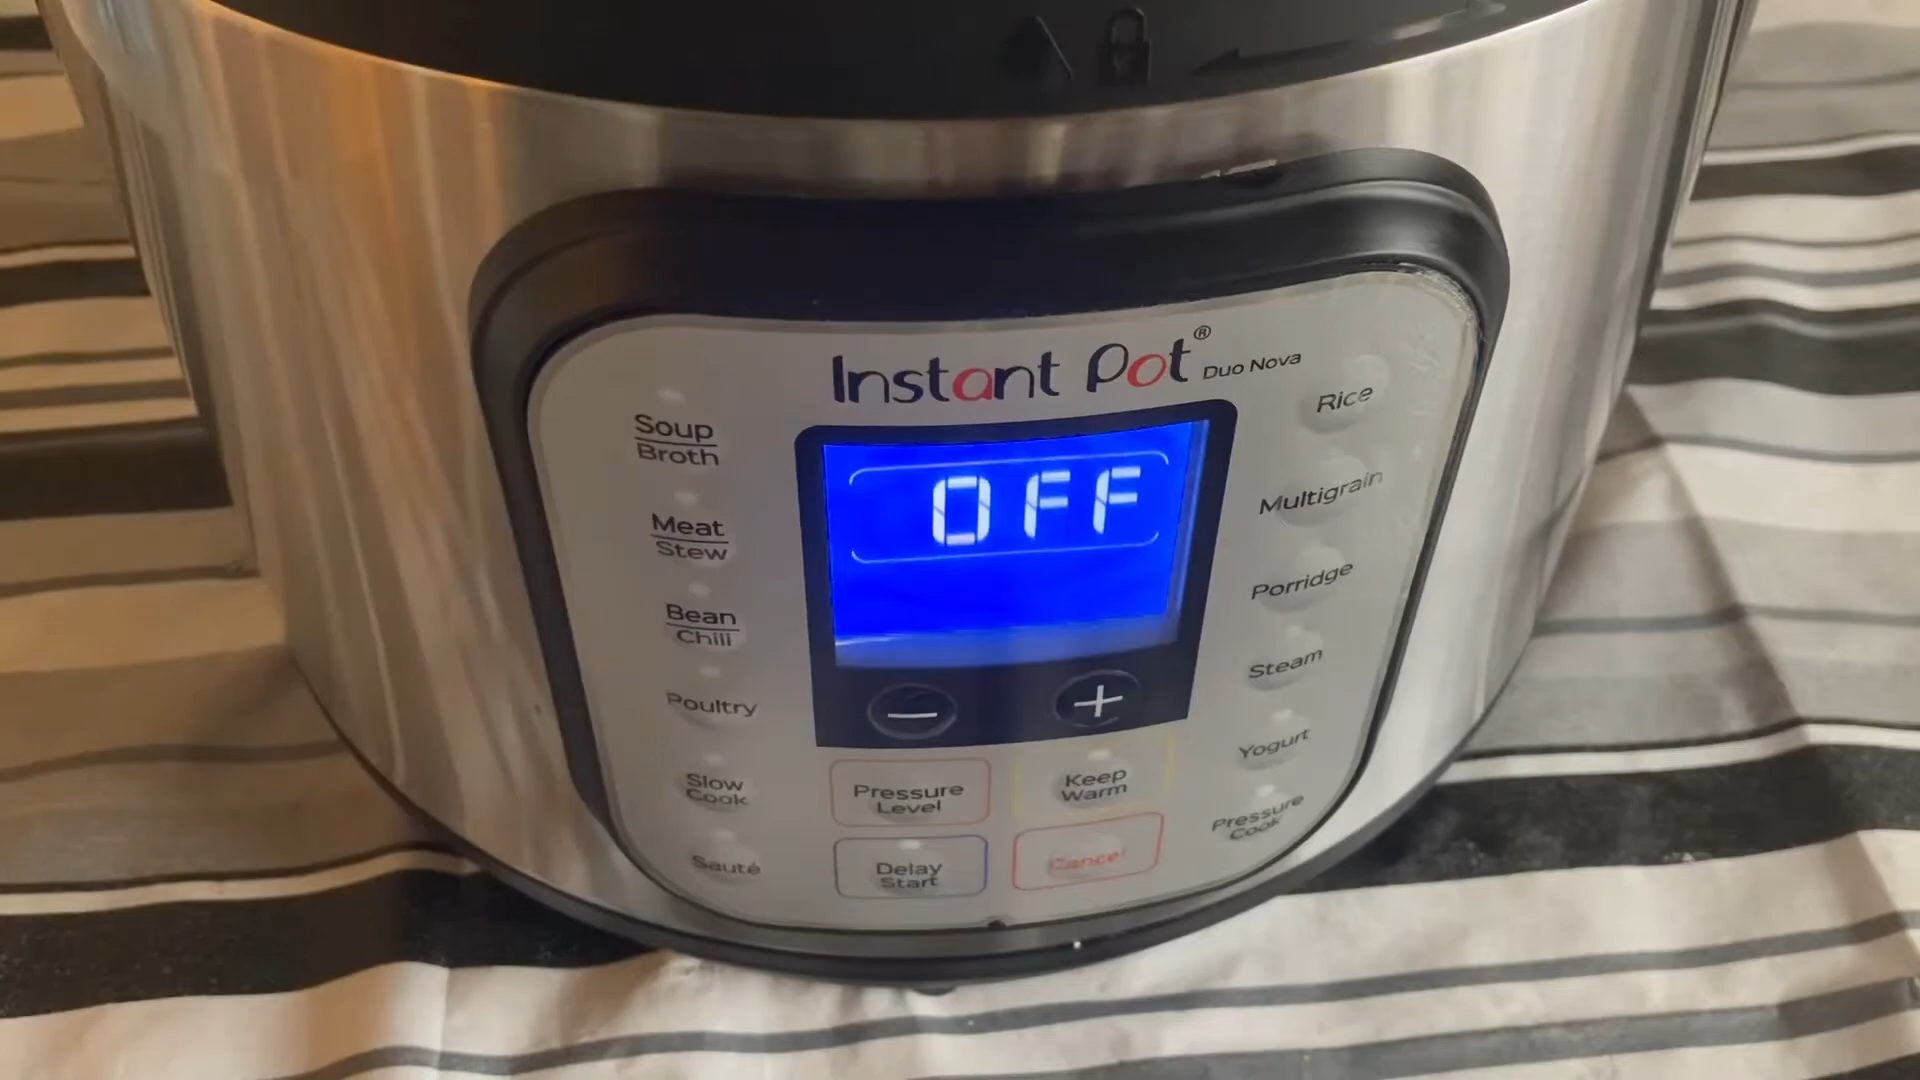 Instant Pot® Duo Nova
OFF
Soup
Broth
Meat
Stew
Bean
Chili
Poultry
Slow
Cook
Sauté
− +
Pressure
Level
Keep
Warm
Delay
Start
Cancel
Rice
Multigrain
Porridge
Steam
Yogurt
Pressure
Cook